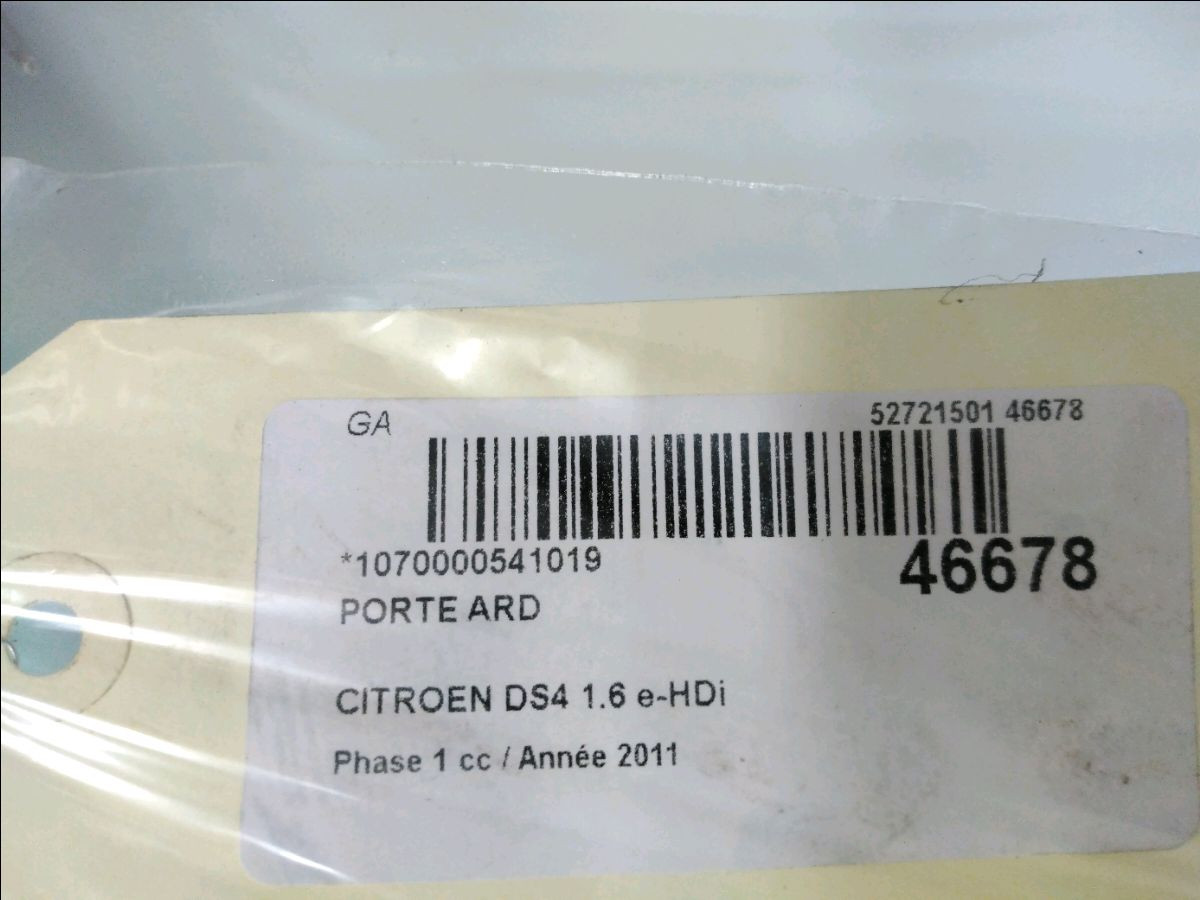 GA
52721501 46678
*1070000541019
46678
PORTE ARD
CITROEN DS4 1.6 e-HDi
Phase 1 cc / Année 2011